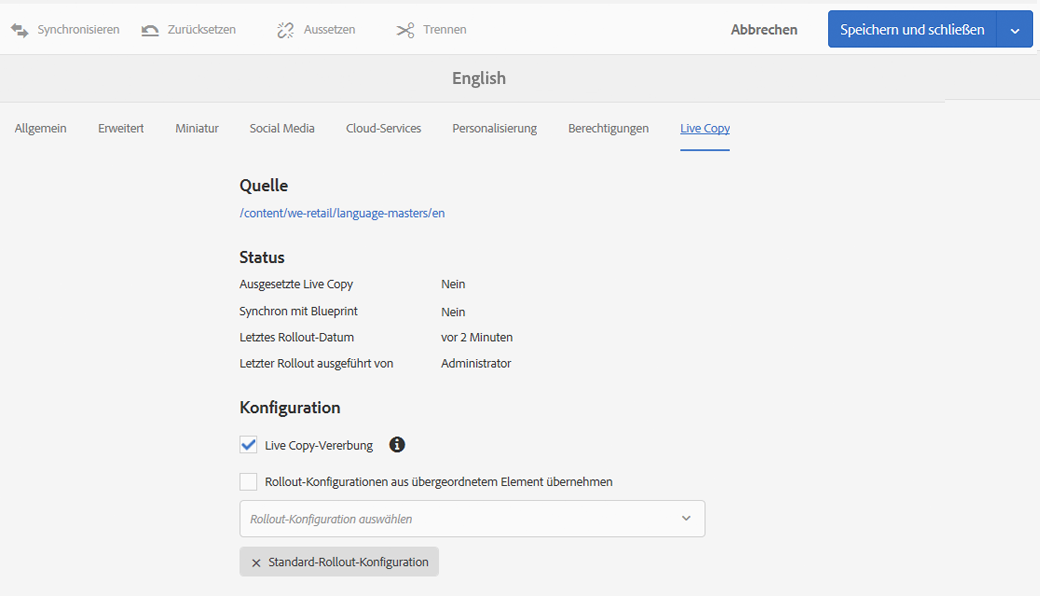 Synchronisieren Zurücksetzen Aussetzen Trennen Abbrechen Speichern und schließen
English
Allgemein Erweitert Miniatur Social Media Cloud-Services Personalisierung Berechtigungen Live Copy
Quelle
/content/we-retail/language-masters/en
Status
Ausgesetzte Live Copy Nein
Synchron mit Blueprint Nein
Letztes Rollout-Datum vor 2 Minuten
Letzter Rollout ausgeführt von Administrator
Konfiguration
Live Copy-Vererbung
Rollout-Konfigurationen aus übergeordnetem Element übernehmen
Rollout-Konfiguration auswählen
Standard-Rollout-Konfiguration